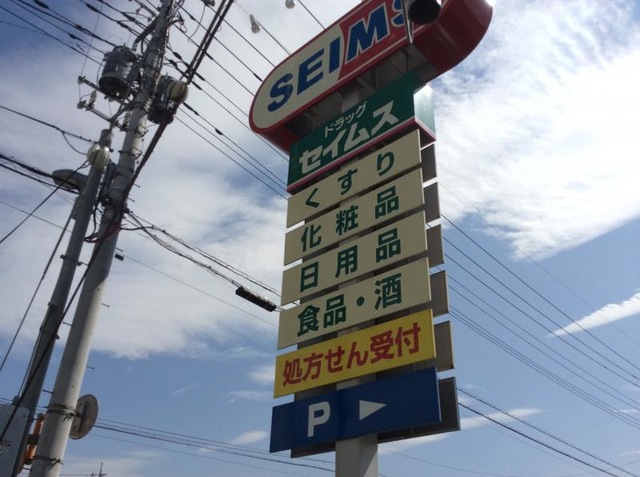 SEIMS
ドラッグ
セイムス
くすり
化粧品
日用品
食品・酒
処方せん受付
P